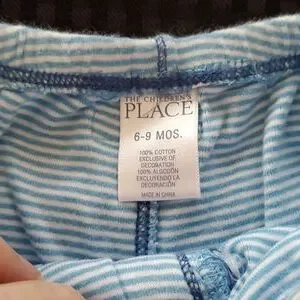 THE CHILDREN'S
PLACE
6-9 MOS.
100% COTTON
EXCLUSIVE OF
DECORATION
100% ALGODÓN
EXCLUYENDO LA
DECORACIÓN
MADE IN CHINA